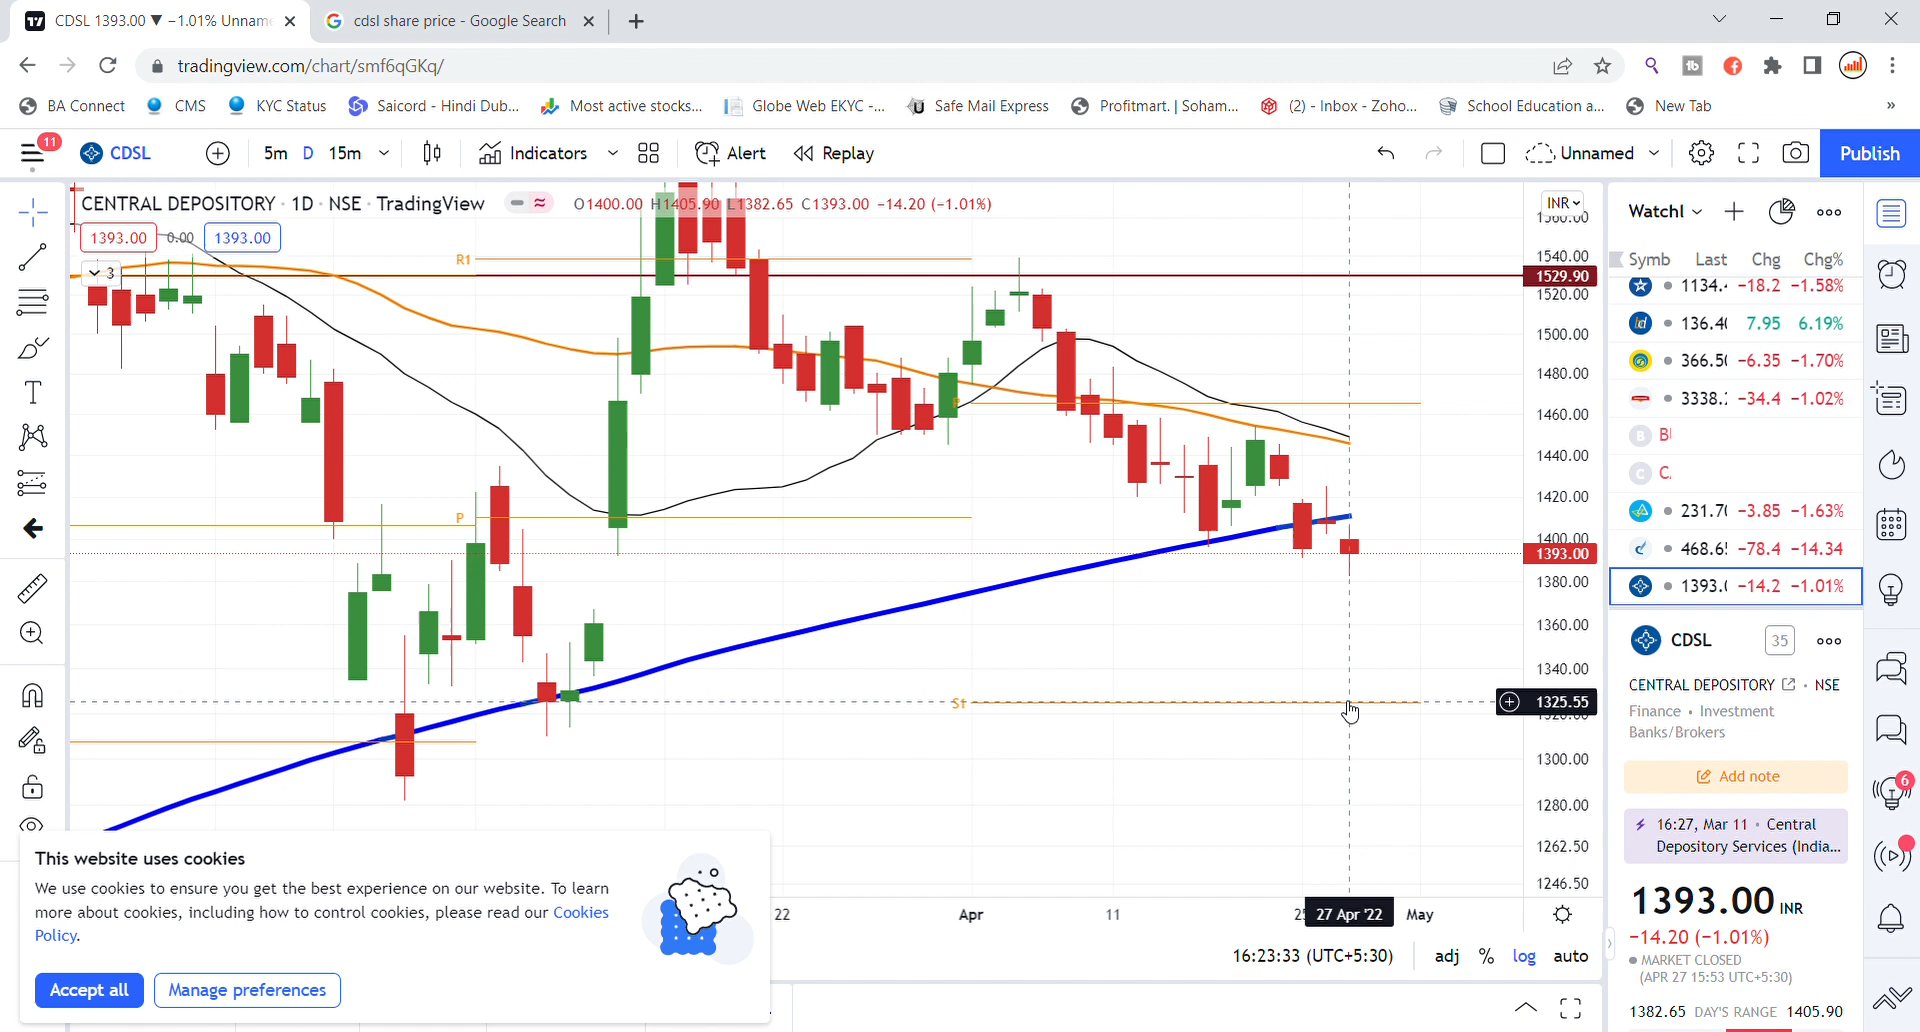 CDSL 1393.00 ▼ −1.01% Unnam
cdsl share price - Google Search
tradingview.com/chart/smf6qGKq/
BA Connect
CMS
KYC Status
Saicord - Hindi Dub...
Most active stocks...
Globe Web EKYC -...
Safe Mail Express
Profitmart. | Soham...
(2) - Inbox - Zoho...
School Education a...
New Tab
»
11
CDSL
5m D 15m
Indicators
Alert
Replay
Unnamed
Publish
CENTRAL DEPOSITORY · 1D · NSE · TradingView
O1400.00 H1405.90 L1382.65 C1393.00 −14.20 (−1.01%)
1393.00 0.00 1393.00
3
R1
P
P
S1
INR
1560.00
1540.00
1529.90
1520.00
1500.00
1480.00
1460.00
1440.00
1420.00
1400.00
1393.00
1380.00
1360.00
1340.00
1325.55
1320.00
1300.00
1280.00
1262.50
1246.50
22
Apr
11
25
27 Apr '22
May
16:23:33 (UTC+5:30)
adj % log auto
Watchl
Symb Last Chg Chg%
1134. −18.2 −1.58%
136.40 7.95 6.19%
366.50 −6.35 −1.70%
3338. −34.4 −1.02%
B
C C.
231.70 −3.85 −1.63%
468.65 −78.4 −14.34
1393.0 −14.2 −1.01%
CDSL 35
CENTRAL DEPOSITORY · NSE
Finance • Investment
Banks/Brokers
Add note
16:27, Mar 11 • Central
Depository Services (India...
1393.00 INR
−14.20 (−1.01%)
MARKET CLOSED
(APR 27 15:53 UTC+5:30)
1382.65 DAY'S RANGE 1405.90
6
This website uses cookies
We use cookies to ensure you get the best experience on our website. To learn
more about cookies, including how to control cookies, please read our Cookies
Policy.
Accept all
Manage preferences